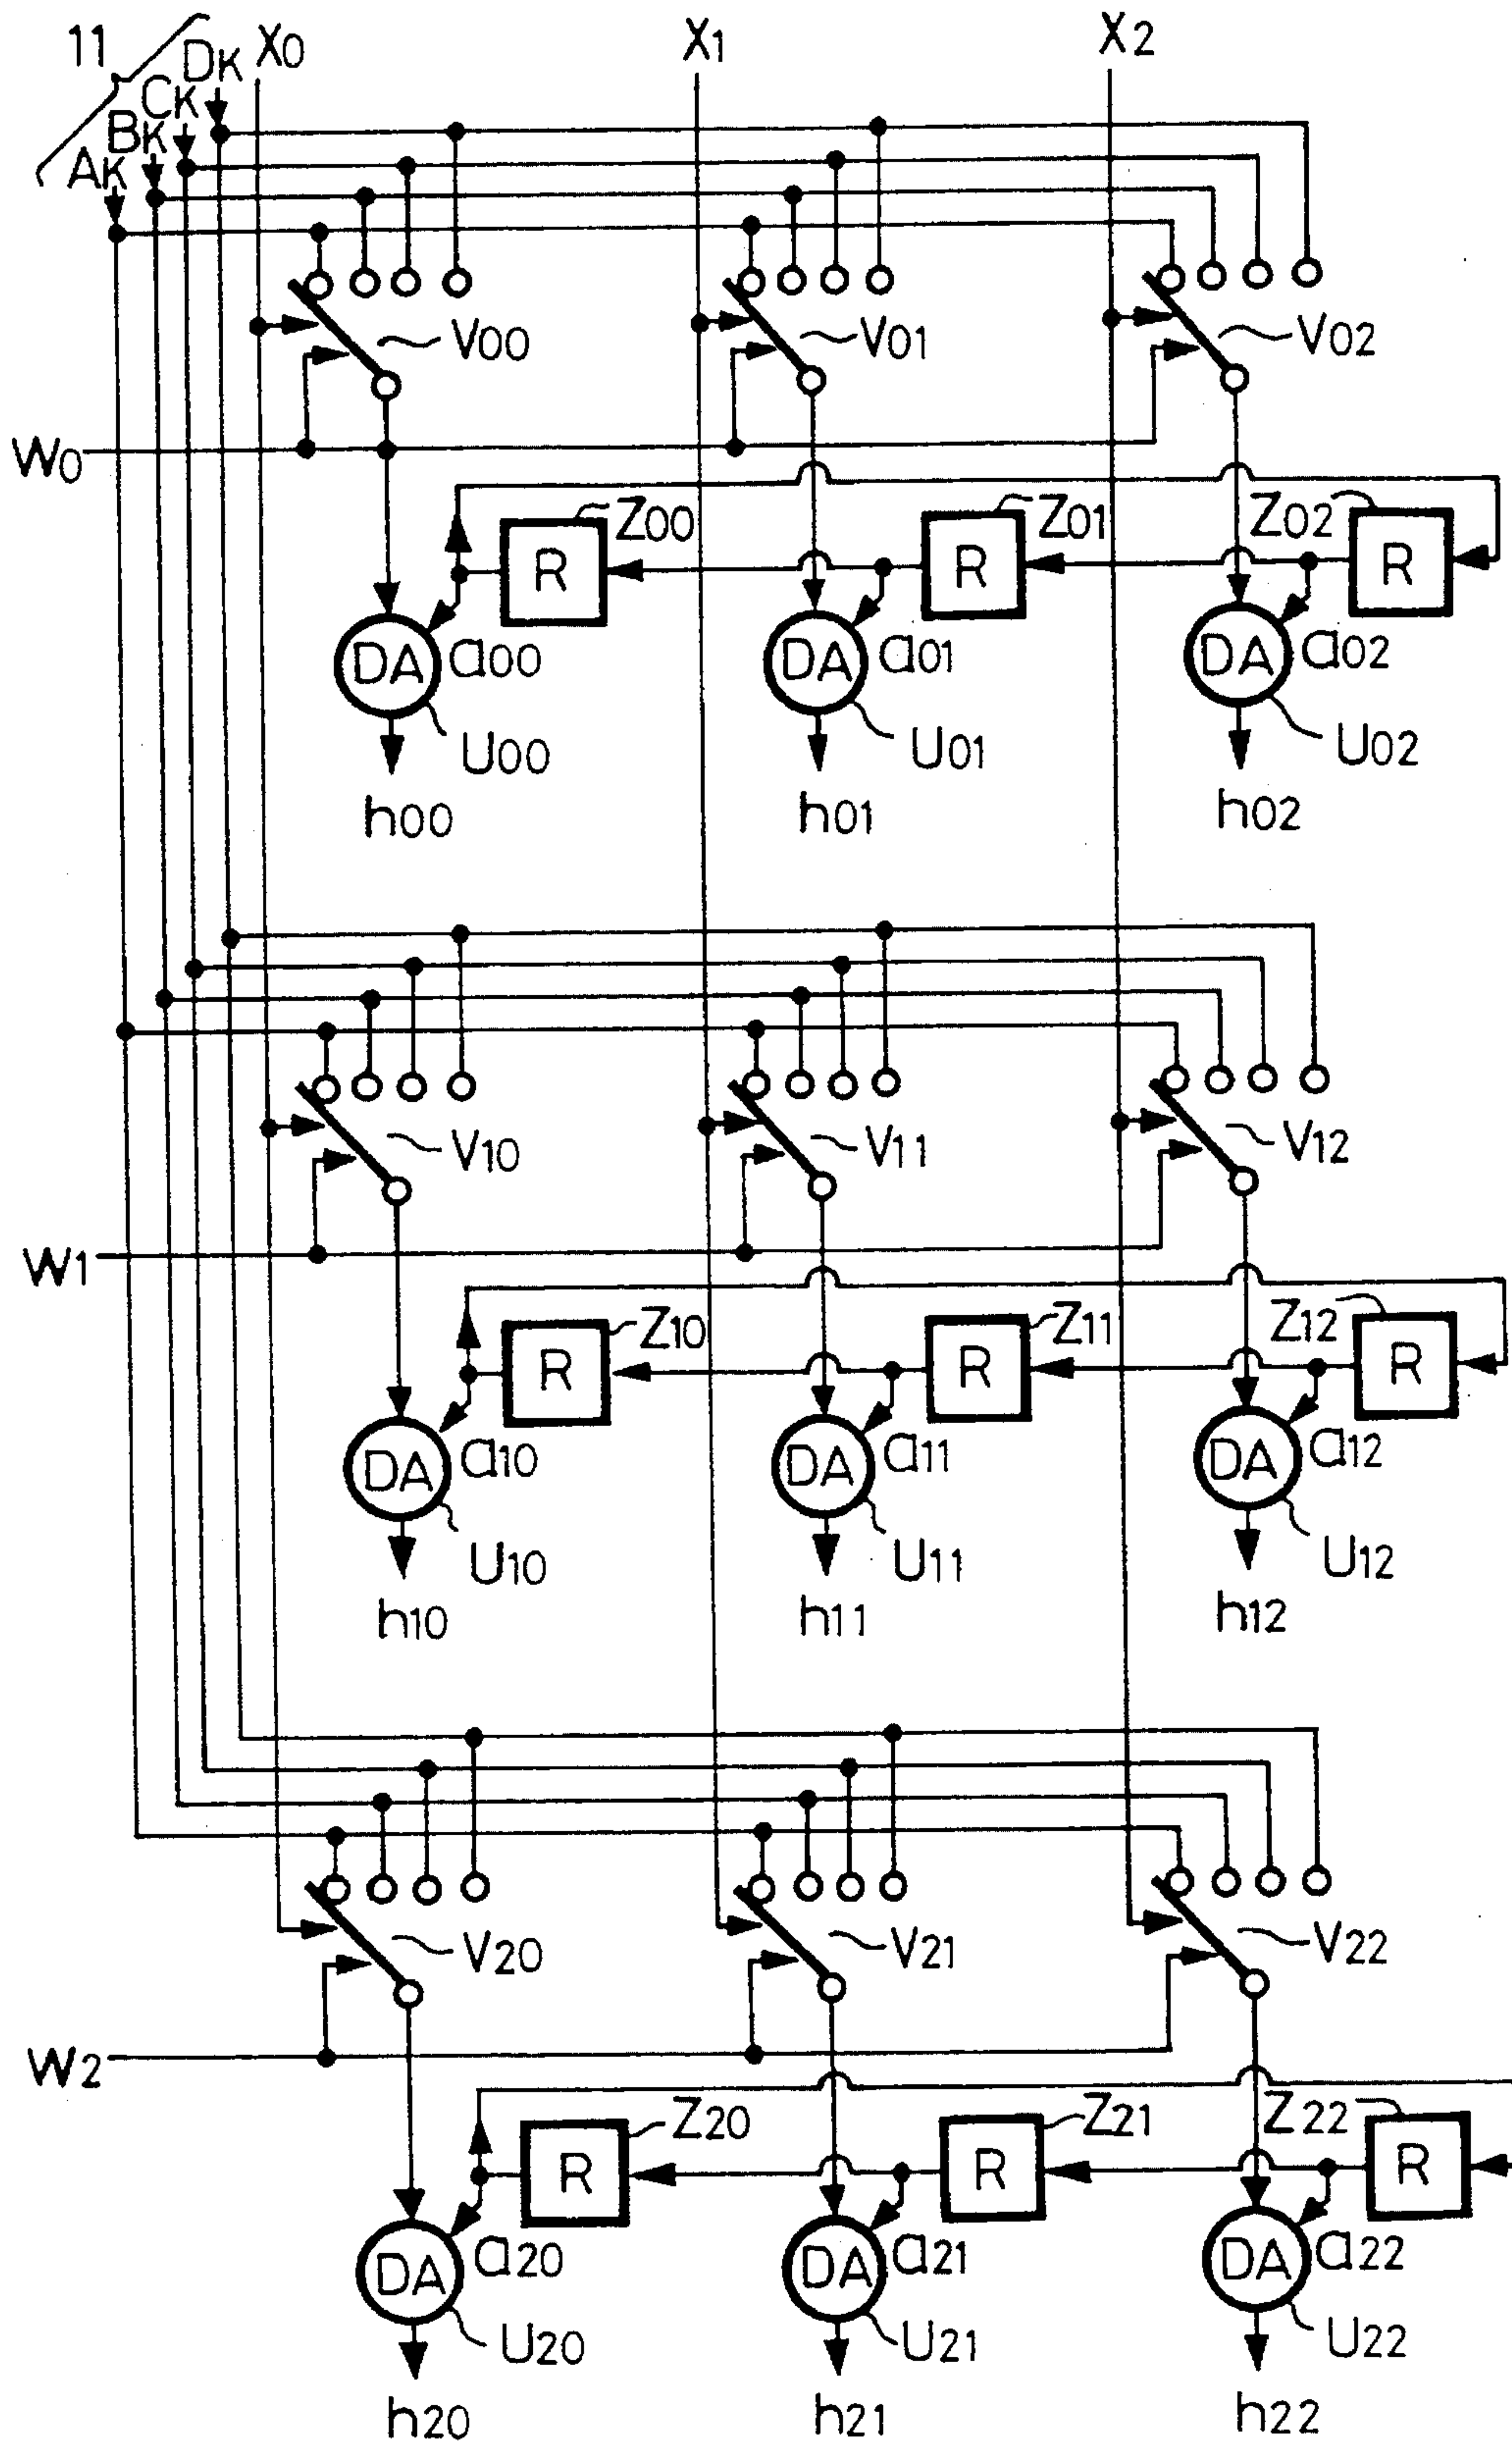 11
AK BK CK DK X0 X1 X2
V00 V01 V02
W0
Z00 Z01 Z02
R R R
DA a00 DA a01 DA a02
U00 U01 U02
h00 h01 h02
V10 V11 V12
W1
Z10 Z11 Z12
R R R
DA a10 DA a11 DA a12
U10 U11 U12
h10 h11 h12
V20 V21 V22
W2
Z20 Z21 Z22
R R R
DA a20 DA a21 DA a22
U20 U21 U22
h20 h21 h22